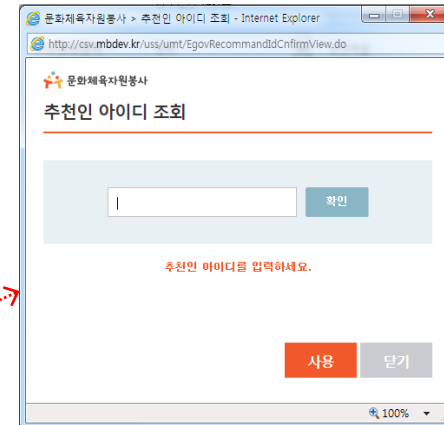 문화체육자원봉사 > 추천인 아이디 조회 - Internet Explorer
http://csv.mbdev.kr/uss/umt/EgovRecommandIdCnfirmView.do
문화체육자원봉사
추천인 아이디 조회
확인
추천인 아이디를 입력하세요.
사용 닫기
100%